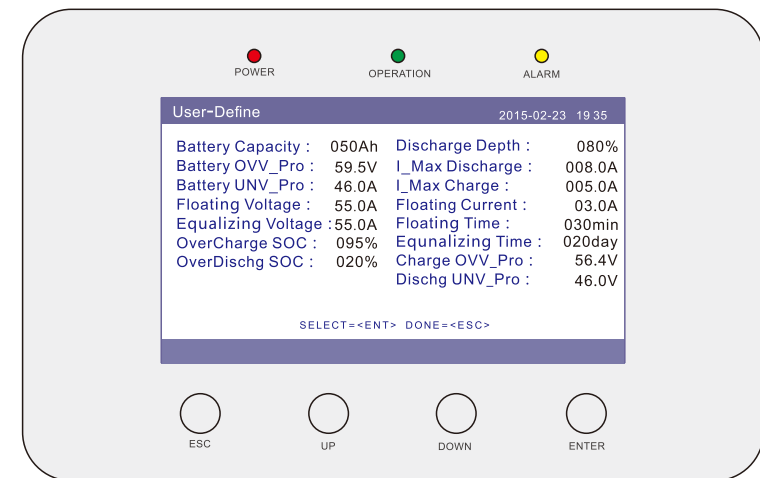 POWER OPERATION ALARM
User-Define 2015-02-23 19 35
Battery Capacity : 050Ah Discharge Depth : 080%
Battery OVV_Pro : 59.5V I_Max Discharge : 008.0A
Battery UNV_Pro : 46.0A I_Max Charge : 005.0A
Floating Voltage : 55.0A Floating Current : 03.0A
Equalizing Voltage : 55.0A Floating Time : 030min
OverCharge SOC : 095% Equnalizing Time : 020day
OverDischg SOC : 020% Charge OVV_Pro : 56.4V
Dischg UNV_Pro : 46.0V
SELECT=<ENT> DONE=<ESC>
ESC UP DOWN ENTER